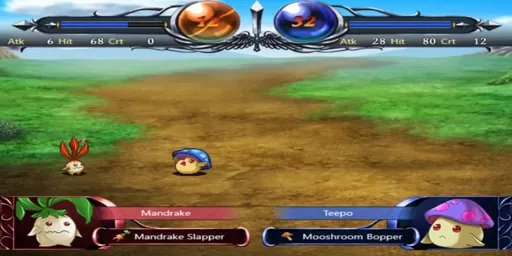 12 32
Atk 6 Hit 68 Crt 0 Atk 28 Hit 80 Crt 12
Mandrake Teepo
Mandrake Slapper Mooshroom Bopper